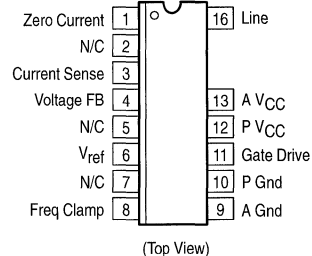 Zero Current 1 16 Line
N/C 2
Current Sense 3
Voltage FB 4 13 A VCC
N/C 5 12 P VCC
Vref 6 11 Gate Drive
N/C 7 10 P Gnd
Freq Clamp 8 9 A Gnd
(Top View)